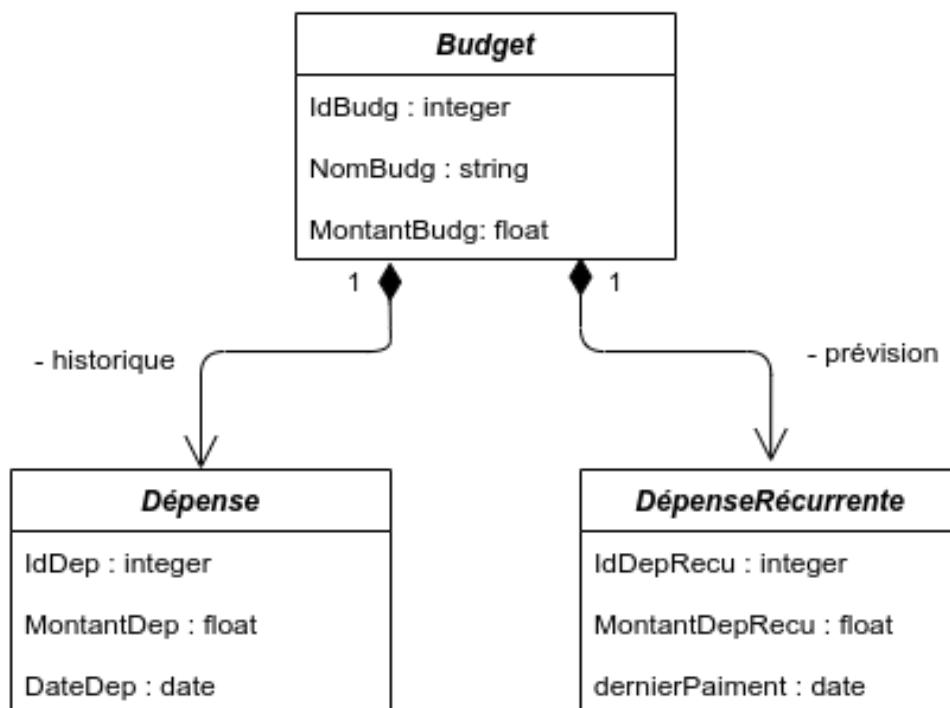 Budget
IdBudg : integer
NomBudg : string
MontantBudg: float
1
1
- historique
- prévision
Dépense
IdDep : integer
MontantDep : float
DateDep : date
DépenseRécurrente
IdDepRecu : integer
MontantDepRecu : float
dernierPaiment : date